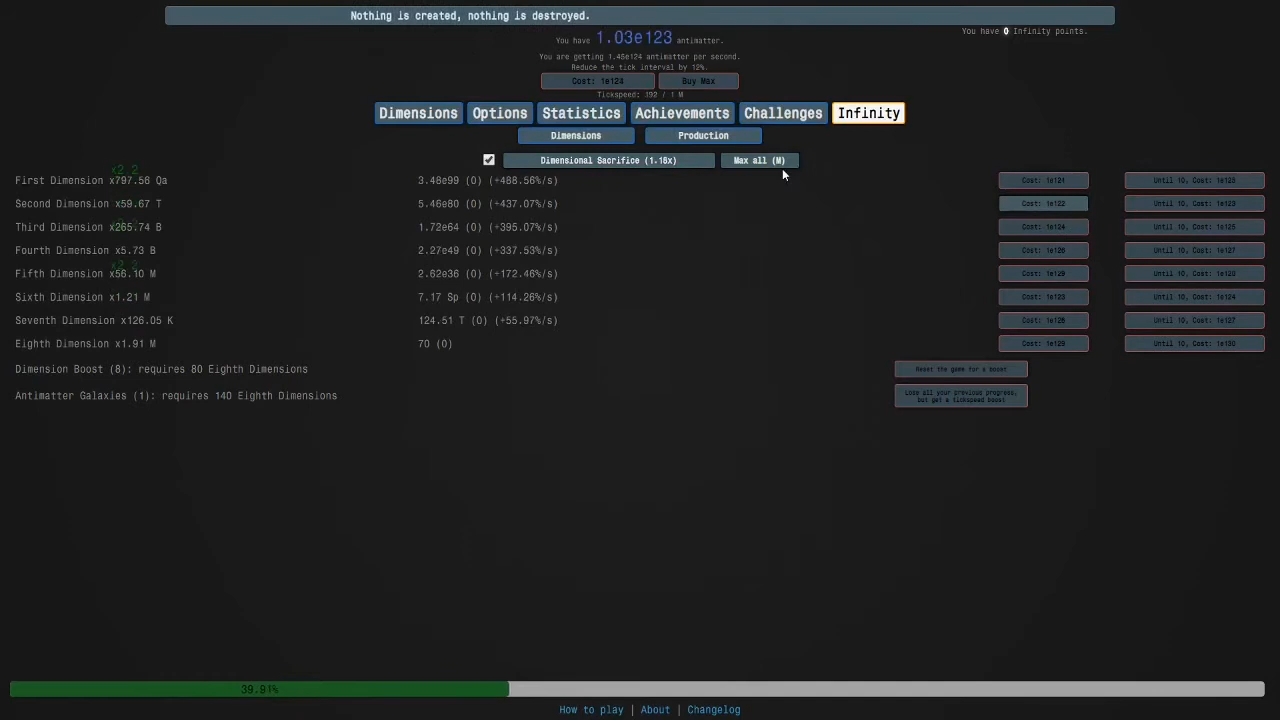 Nothing is created, nothing is destroyed.
You have 1.03e123 antimatter.
You have 0 Infinity points.
You are getting 1.45e124 antimatter per second.
Reduce the tick interval by 12%.
Cost: 1e124 Buy Max
Tickspeed: 192 / 1 M
Dimensions Options Statistics Achievements Challenges Infinity
Dimensions Production
Dimensional Sacrifice (1.16x) Max all (M)
First Dimension x797.56 Qa 3.48e99 (0) (+488.56%/s) Cost: 1e124
Second Dimension x59.67 T 5.46e80 (0) (+437.07%/s) Cost: 1e122 Until 10, Cost: 1e123
Third Dimension x265.74 B 1.72e64 (0) (+395.07%/s) Cost: 1e124 Until 10, Cost: 1e125
Fourth Dimension x5.73 B 2.27e49 (0) (+337.53%/s) Cost: 1e126 Until 10, Cost: 1e127
Fifth Dimension x56.10 M 2.62e36 (0) (+172.46%/s) Cost: 1e129
Sixth Dimension x1.21 M 7.17 Sp (0) (+114.26%/s) Cost: 1e123 Until 10, Cost: 1e124
Seventh Dimension x126.05 K 124.51 T (0) (+55.97%/s) Cost: 1e126 Until 10, Cost: 1e127
Eighth Dimension x1.91 M 70 (0) Cost: 1e129 Until 10, Cost: 1e130
Dimension Boost (8): requires 80 Eighth Dimensions Reset the game for a boost
Antimatter Galaxies (1): requires 140 Eighth Dimensions Lose all your previous progress,
but get a tickspeed boost
39.91%
How to play | About | Changelog